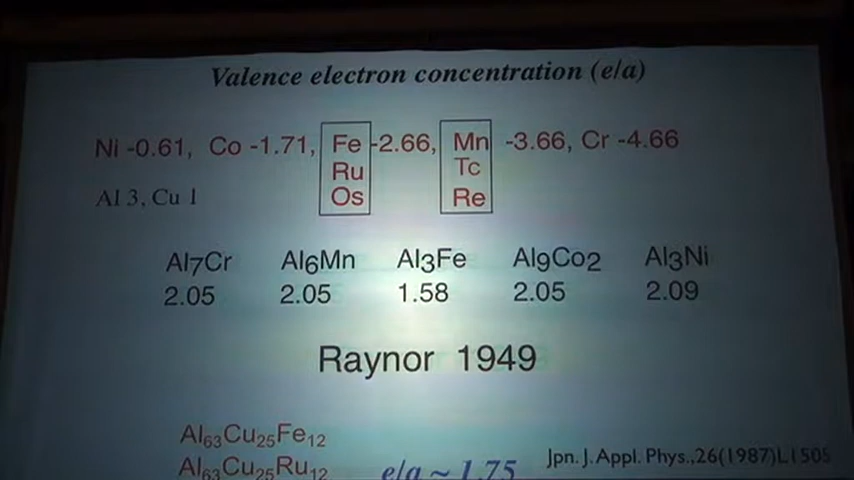 Valence electron concentration (e/a)
Ni -0.61, Co -1.71, Fe -2.66, Mn -3.66, Cr -4.66
Ru Tc
Al 3, Cu 1 Os Re
Al7Cr Al6Mn Al3Fe Al9Co2 Al3Ni
2.05 2.05 1.58 2.05 2.09
Raynor 1949
Al63Cu25Fe12
Al63Cu25Ru12 e/a ~ 1.75 Jpn. J. Appl. Phys.,26(1987)L1505